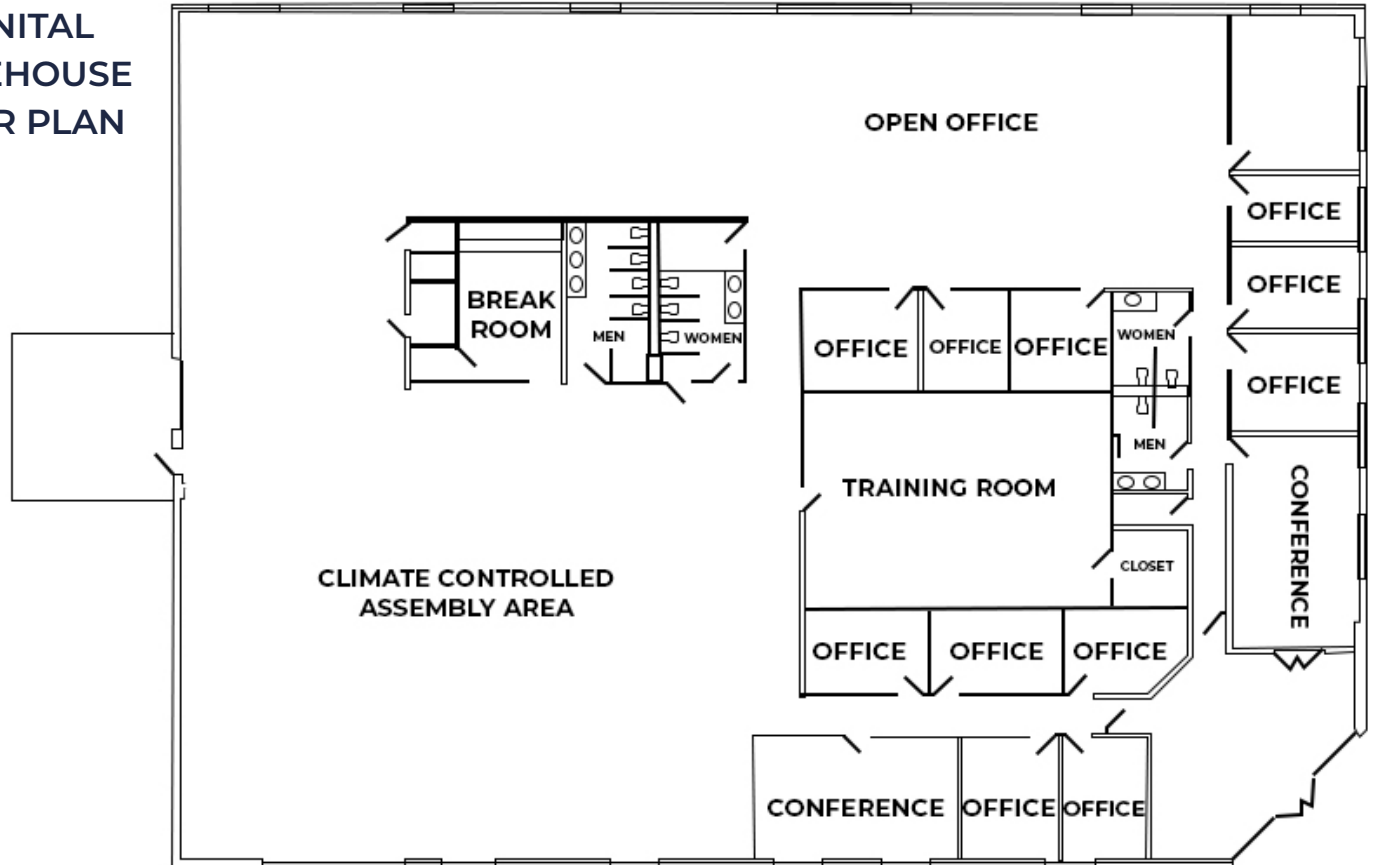 NITAL
EHOUSE
R PLAN
OPEN OFFICE
OFFICE
OFFICE
OFFICE
CONFERENCE
BREAK
ROOM
MEN
WOMEN
OFFICE
OFFICE
OFFICE
WOMEN
MEN
TRAINING ROOM
CLOSET
CLIMATE CONTROLLED
ASSEMBLY AREA
OFFICE
OFFICE
OFFICE
CONFERENCE
OFFICE
OFFICE